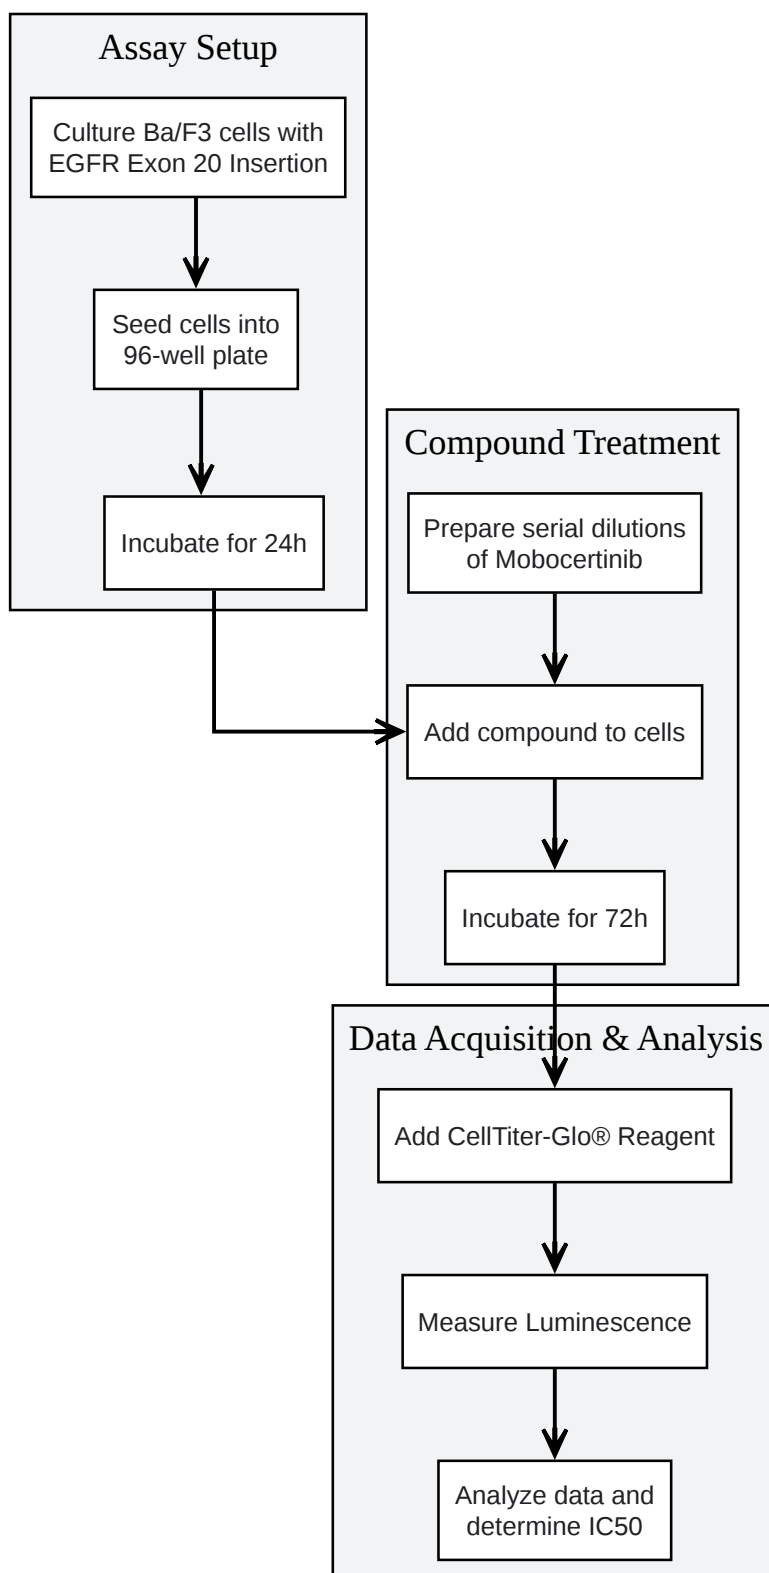 Assay Setup
Culture Ba/F3 cells with
EGFR Exon 20 Insertion
Seed cells into
96-well plate
Incubate for 24h
Compound Treatment
Prepare serial dilutions
of Mobocertinib
Add compound to cells
Incubate for 72h
Data Acquisition & Analysis
Add CellTiter-Glo® Reagent
Measure Luminescence
Analyze data and
determine IC50